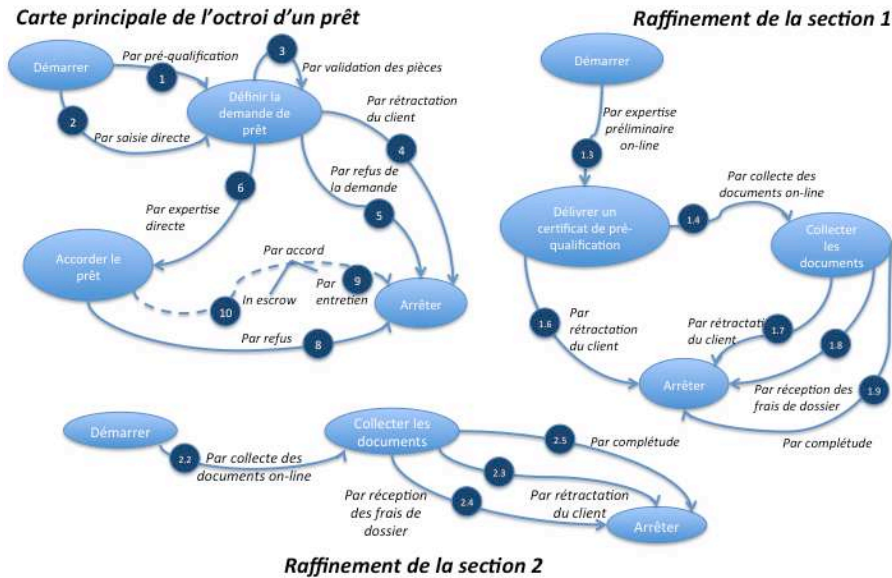 Carte principale de l'octroi d'un prêt
Démarrer
Par pré-qualification
1
3
Par validation des pièces
2
Par saisie directe
Définir la
demande de
prêt
Par rétractation
du client
4
Par refus de
la demande
5
6
Par expertise
directe
Accorder le
prêt
Par accord
In escrow
Par
entretien
9
10
Par refus
8
Arrêter
Raffinement de la section 1
Démarrer
Par expertise
préliminaire
on-line
1.3
Par collecte des
documents on-line
1.4
Délivrer un
certificat de pré-
qualification
Collecter
les
documents
1.6
Par
rétractation
du client
Par rétractation
du client
1.7
1.8
1.9
Arrêter
Par réception des
frais de dossier
Par complétude
Démarrer
2.2
Par collecte des
documents on-line
Collecter les
documents
2.5
Par complétude
2.3
2.4
Par réception
des frais de
dossier
Par rétractation
du client
Arrêter
Raffinement de la section 2